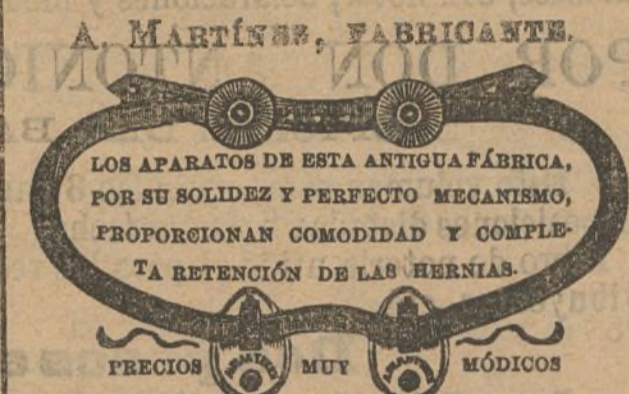 A. MARTÍNEZ, FABRICANTE.
LOS APARATOS DE ESTA ANTIGUA FÁBRICA,
POR SU SOLIDEZ Y PERFECTO MECANISMO,
PROPORCIONAN COMODIDAD Y COMPLE-
TA RETENCIÓN DE LAS HERNIAS.
PRECIOS MUY MÓDICOS